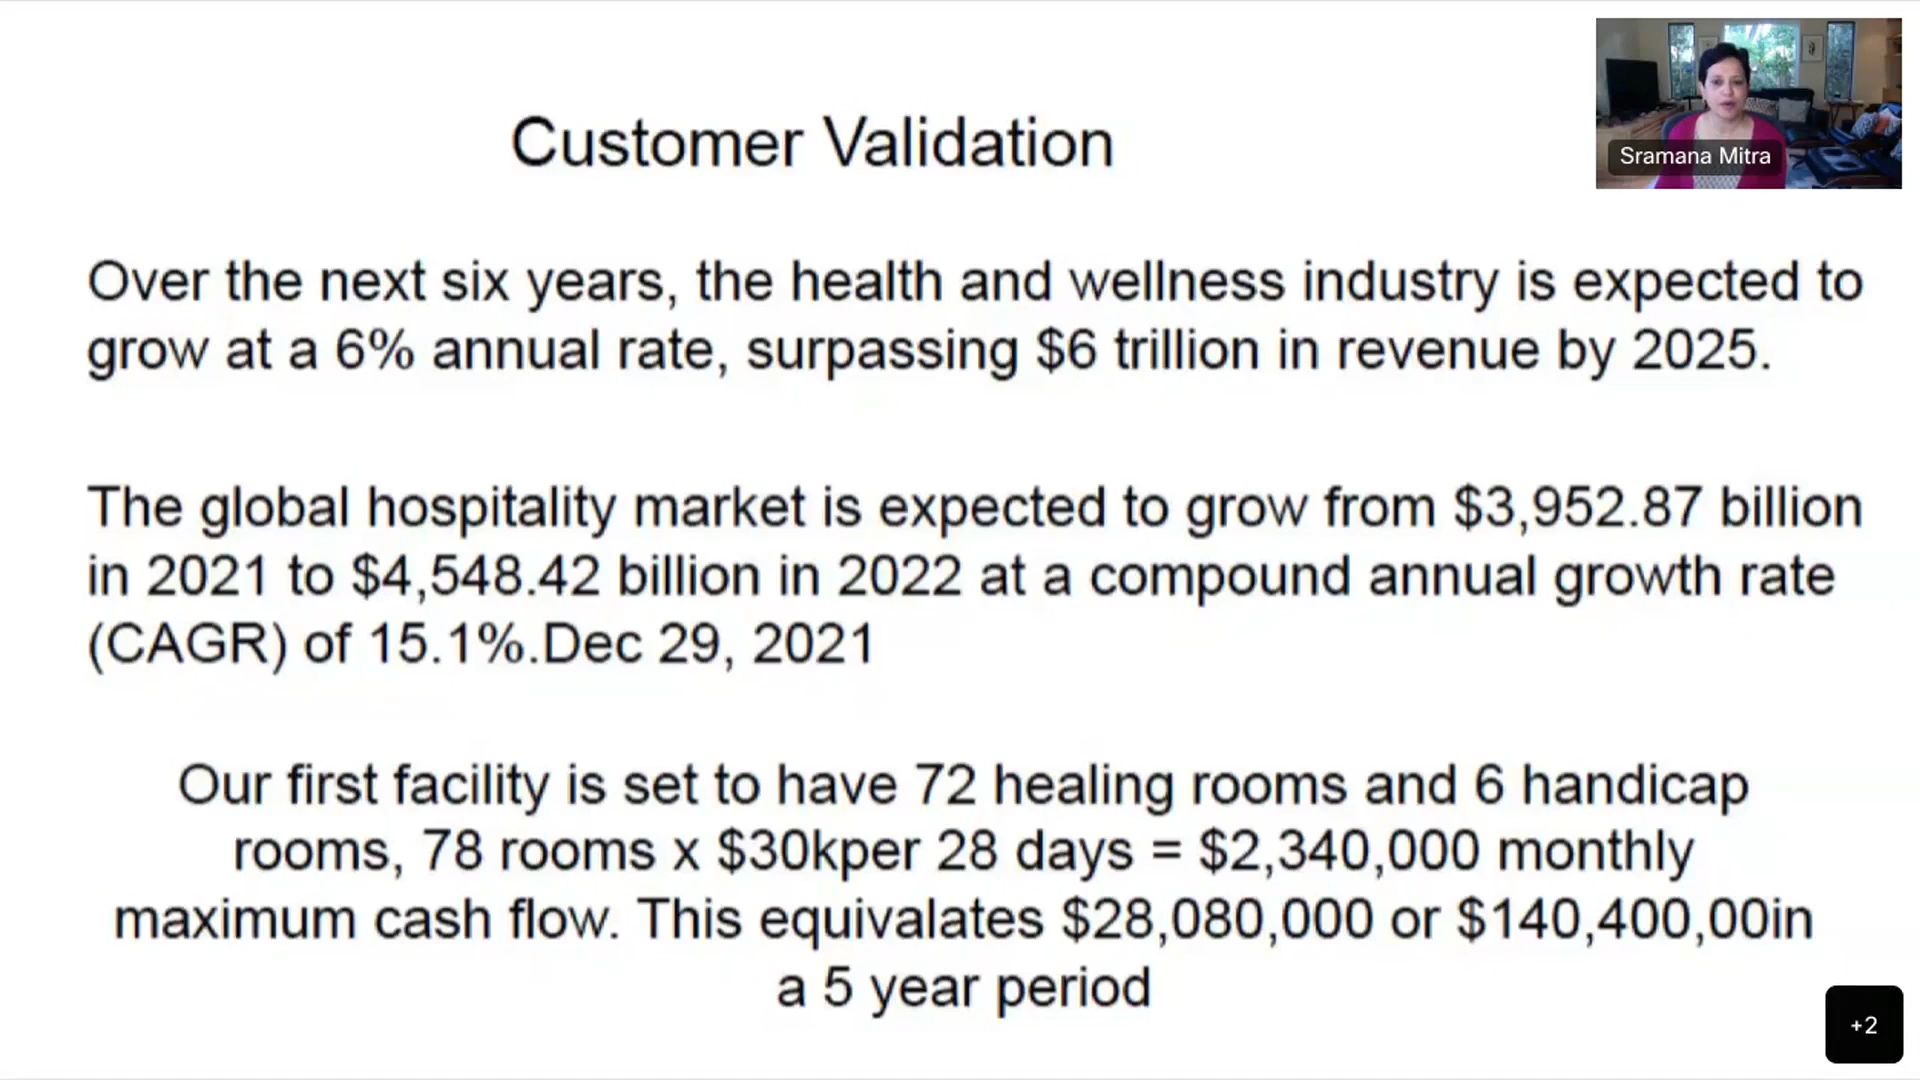 Customer Validation
Sramana Mitra
Over the next six years, the health and wellness industry is expected to
grow at a 6% annual rate, surpassing $6 trillion in revenue by 2025.
The global hospitality market is expected to grow from $3,952.87 billion
in 2021 to $4,548.42 billion in 2022 at a compound annual growth rate
(CAGR) of 15.1%.Dec 29, 2021
Our first facility is set to have 72 healing rooms and 6 handicap
rooms, 78 rooms x $30kper 28 days = $2,340,000 monthly
maximum cash flow. This equivalates $28,080,000 or $140,400,00in
a 5 year period
+2